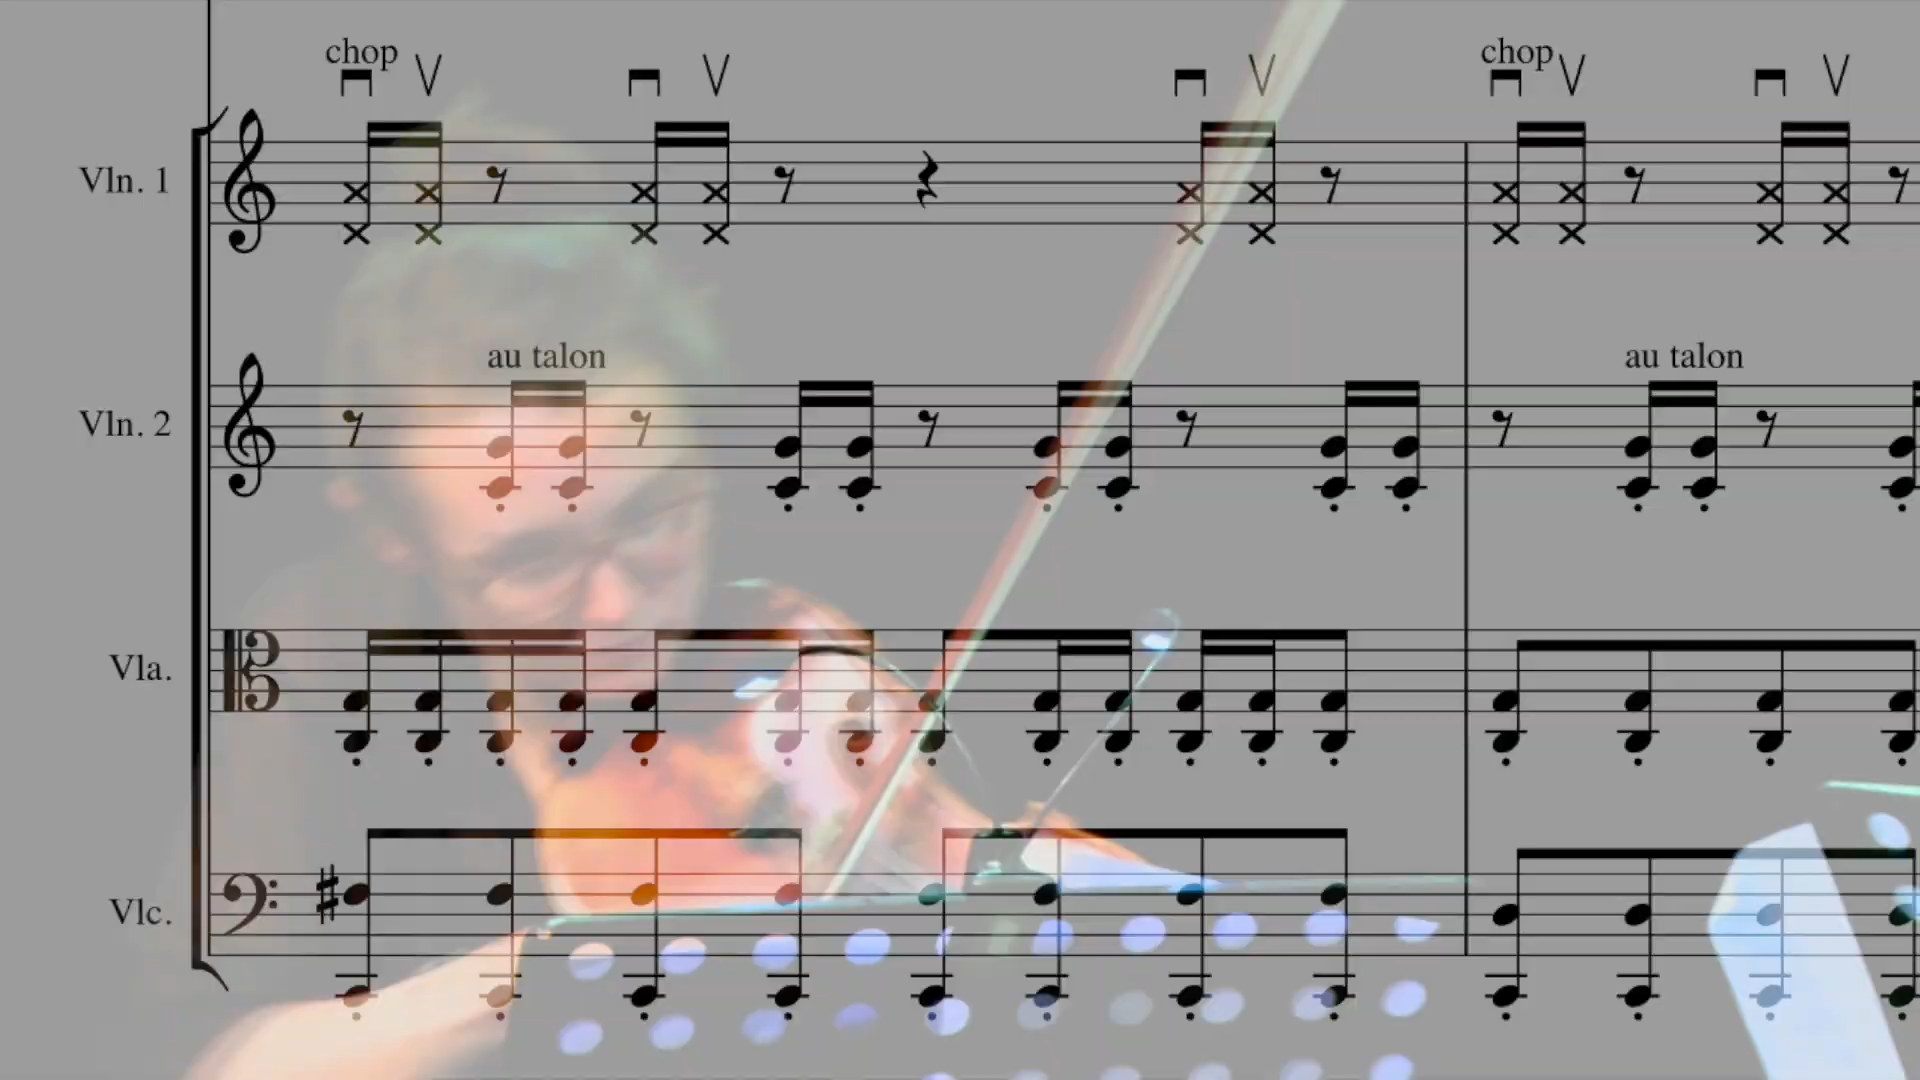 chop chop
Vln. 1
au talon au talon
Vln. 2
Vla.
Vlc.